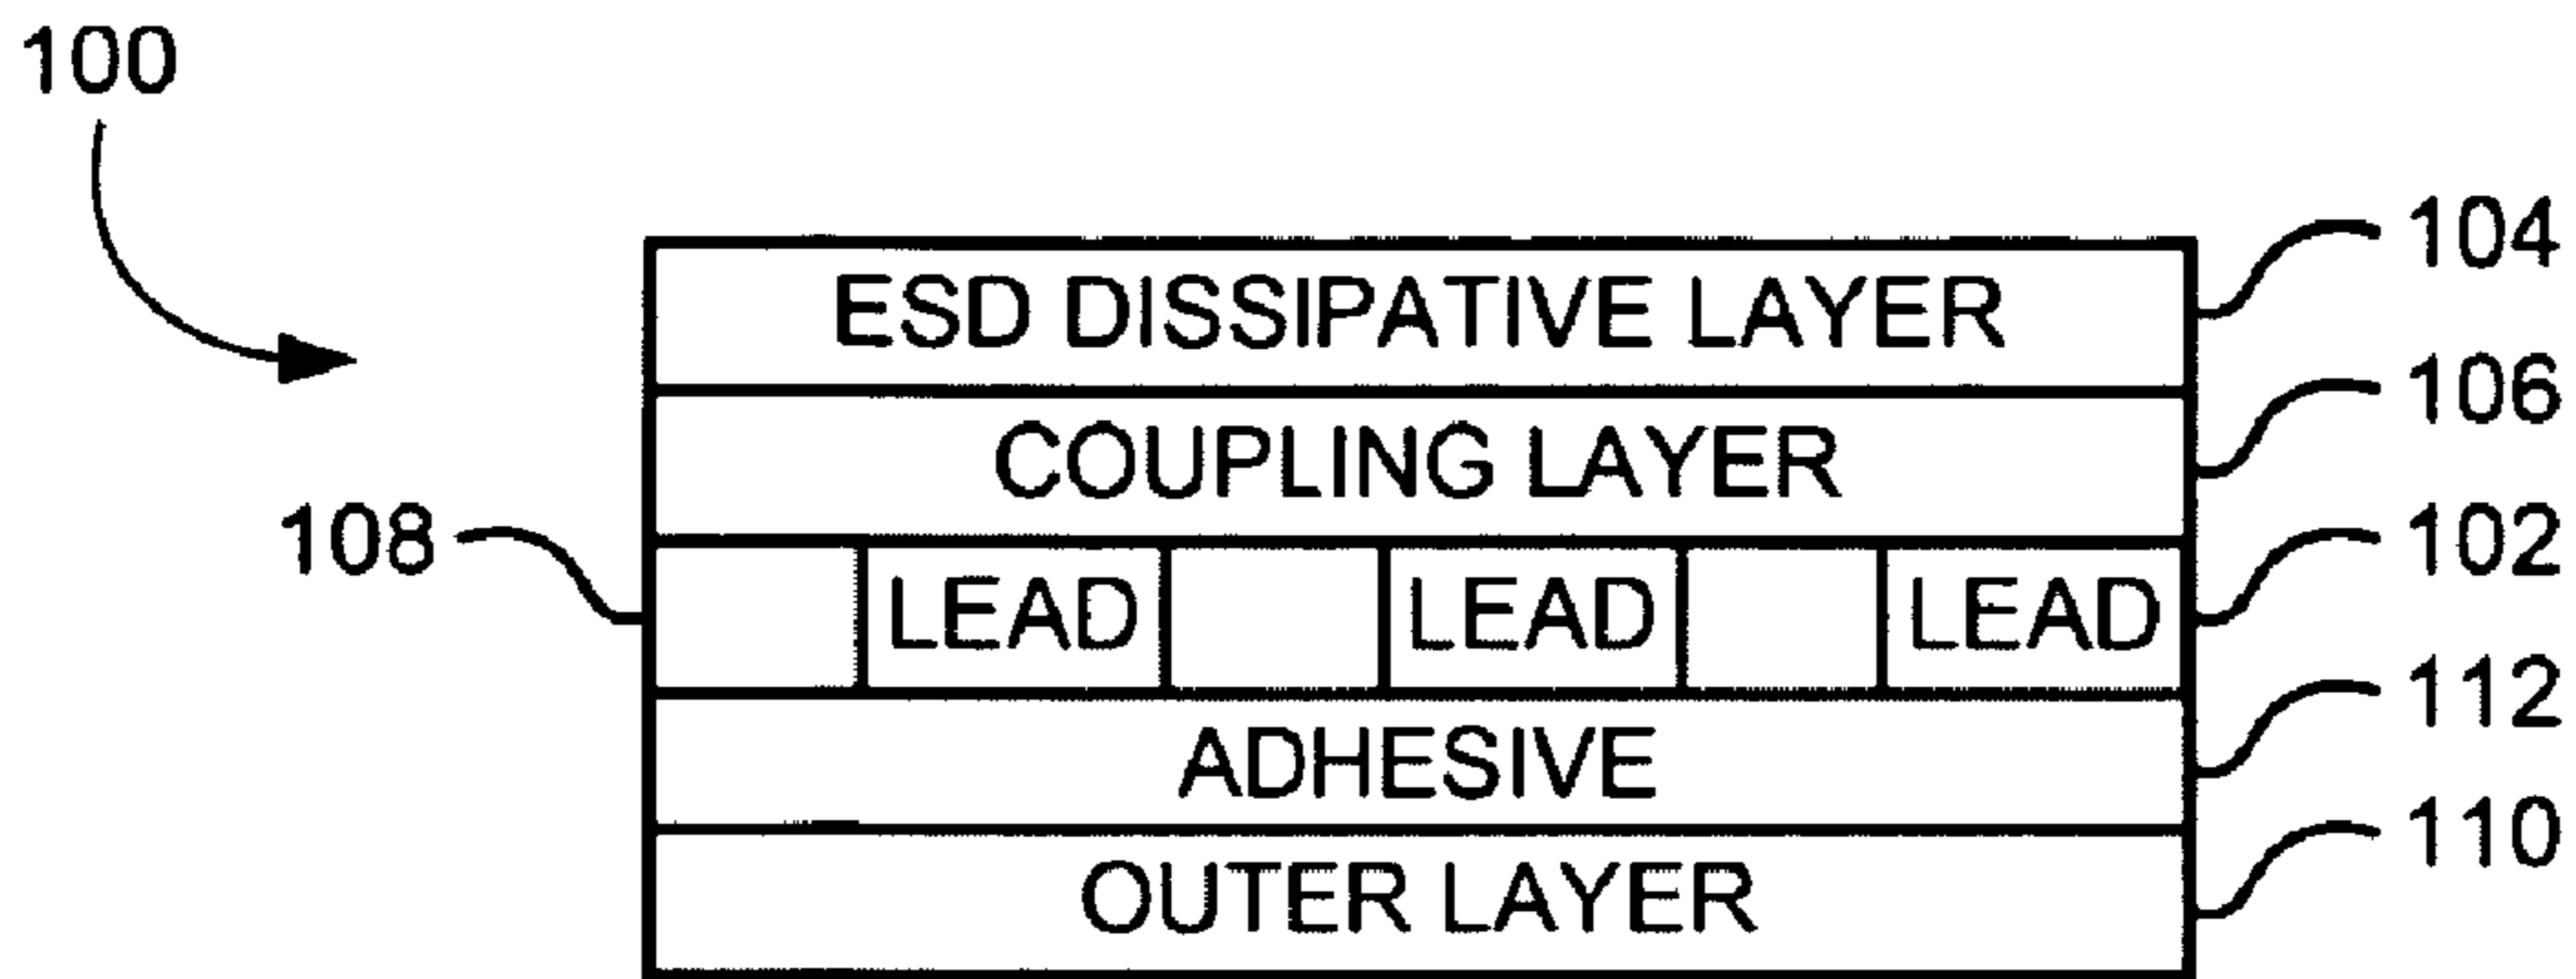 100
ESD DISSIPATIVE LAYER 104
COUPLING LAYER 106
108 LEAD LEAD LEAD 102
ADHESIVE 112
OUTER LAYER 110